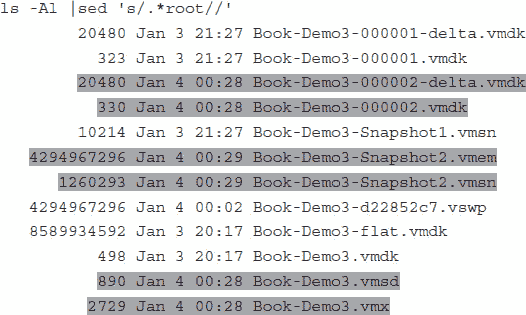 ls -Al |sed 's/.*root//'
20480 Jan 3 21:27 Book-Demo3-000001-delta.vmdk
323 Jan 3 21:27 Book-Demo3-000001.vmdk
20480 Jan 4 00:28 Book-Demo3-000002-delta.vmdk
330 Jan 4 00:28 Book-Demo3-000002.vmdk
10214 Jan 3 21:27 Book-Demo3-Snapshot1.vmsn
4294967296 Jan 4 00:29 Book-Demo3-Snapshot2.vmem
1260293 Jan 4 00:29 Book-Demo3-Snapshot2.vmsn
4294967296 Jan 4 00:02 Book-Demo3-d22852c7.vswp
8589934592 Jan 3 20:17 Book-Demo3-flat.vmdk
498 Jan 3 20:17 Book-Demo3.vmdk
890 Jan 4 00:28 Book-Demo3.vmsd
2729 Jan 4 00:28 Book-Demo3.vmx